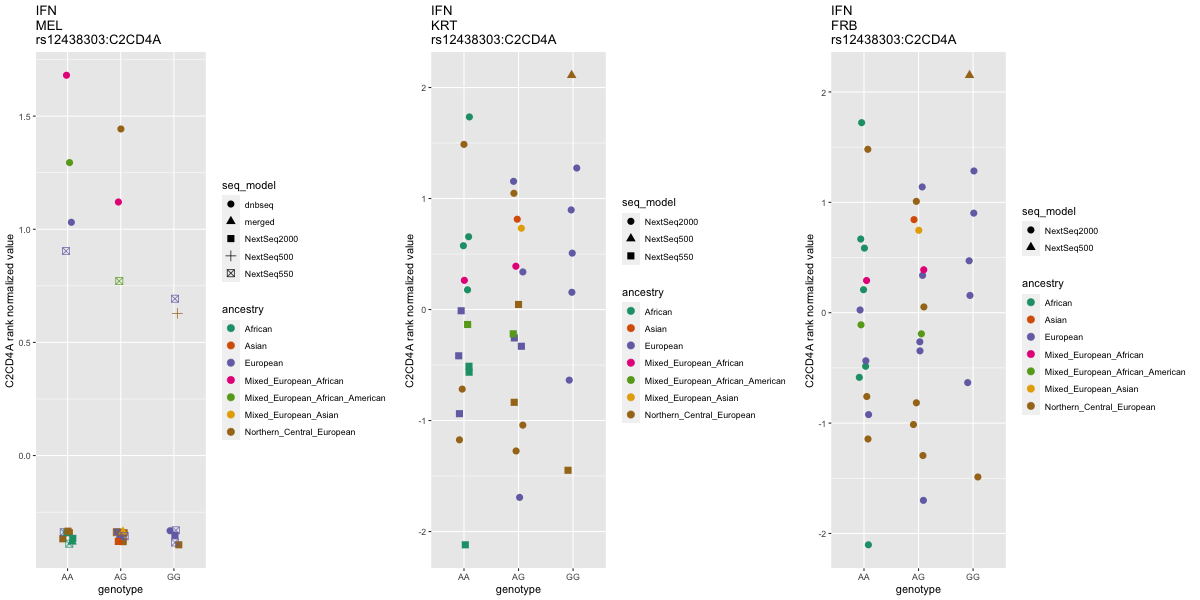 IFN
MEL
rs12438303:C2CD4A
C2CD4A rank normalized value
1.5
1.0
0.5
0.0
AA
AG
GG
genotype
seq_model
dnbseq
merged
NextSeq2000
NextSeq500
NextSeq550
ancestry
African
Asian
European
Mixed_European_African
Mixed_European_African_American
Mixed_European_Asian
Northern_Central_European
IFN
KRT
rs12438303:C2CD4A
C2CD4A rank normalized value
2
1
0
-1
-2
AA
AG
GG
genotype
seq_model
NextSeq2000
NextSeq500
NextSeq550
ancestry
African
Asian
European
Mixed_European_African
Mixed_European_African_American
Mixed_European_Asian
Northern_Central_European
IFN
FRB
rs12438303:C2CD4A
C2CD4A rank normalized value
2
1
0
-1
-2
AA
AG
GG
genotype
seq_model
NextSeq2000
NextSeq500
ancestry
African
Asian
European
Mixed_European_African
Mixed_European_African_American
Mixed_European_Asian
Northern_Central_European